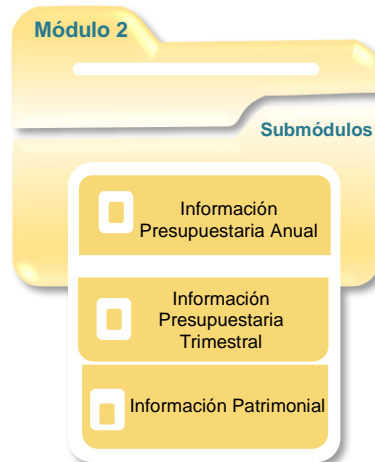 Módulo 2
Submódulos
Información
Presupuestaria Anual
Información
Presupuestaria
Trimestral
Información Patrimonial